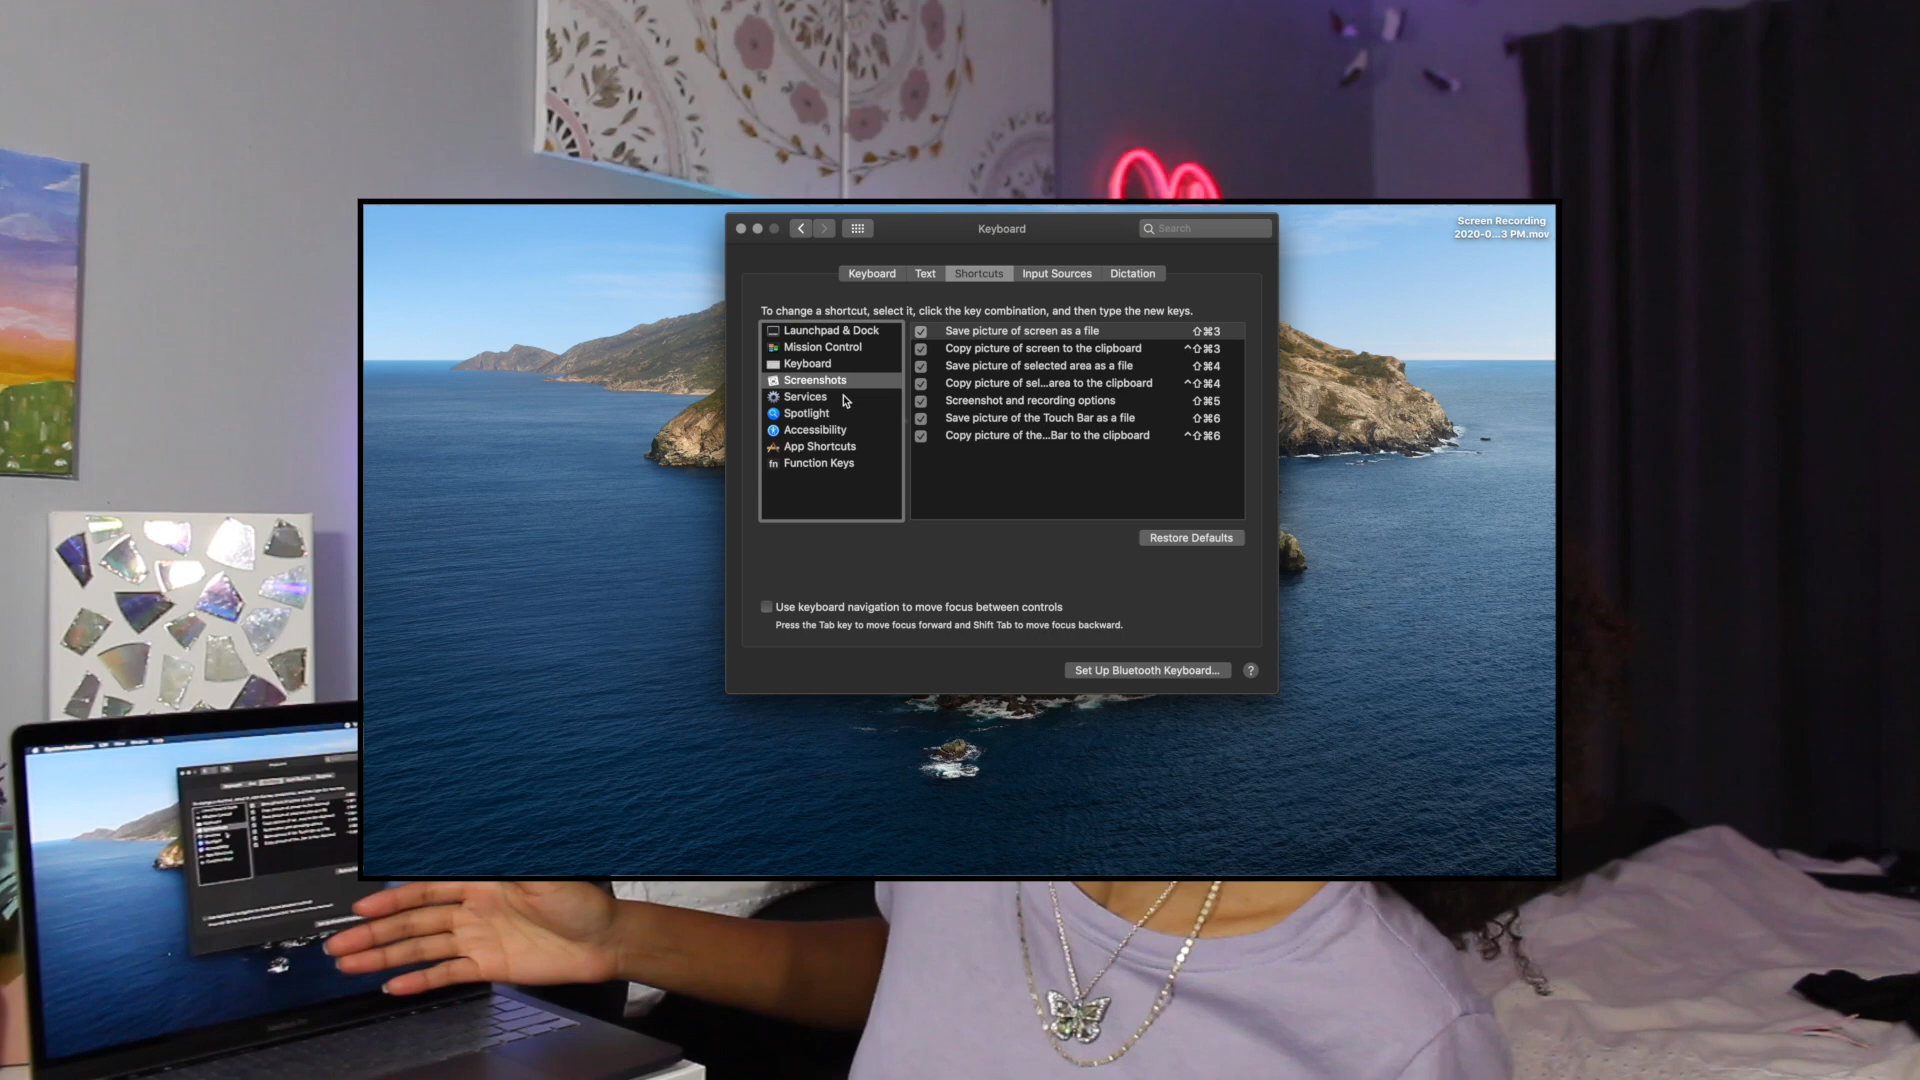 Screen Recording
2020-0...3 PM.mov
Keyboard
Search
Keyboard Text Shortcuts Input Sources Dictation
To change a shortcut, select it, click the key combination, and then type the new keys.
Launchpad & Dock
Mission Control
Keyboard
Screenshots
Services
Spotlight
Accessibility
App Shortcuts
fn Function Keys
Save picture of screen as a file ⇧⌘3
Copy picture of screen to the clipboard ^⇧⌘3
Save picture of selected area as a file ⇧⌘4
Copy picture of sel...area to the clipboard ^⇧⌘4
Screenshot and recording options ⇧⌘5
Save picture of the Touch Bar as a file ⇧⌘6
Copy picture of the...Bar to the clipboard ^⇧⌘6
Restore Defaults
Use keyboard navigation to move focus between controls
Press the Tab key to move focus forward and Shift Tab to move focus backward.
Set Up Bluetooth Keyboard... ?